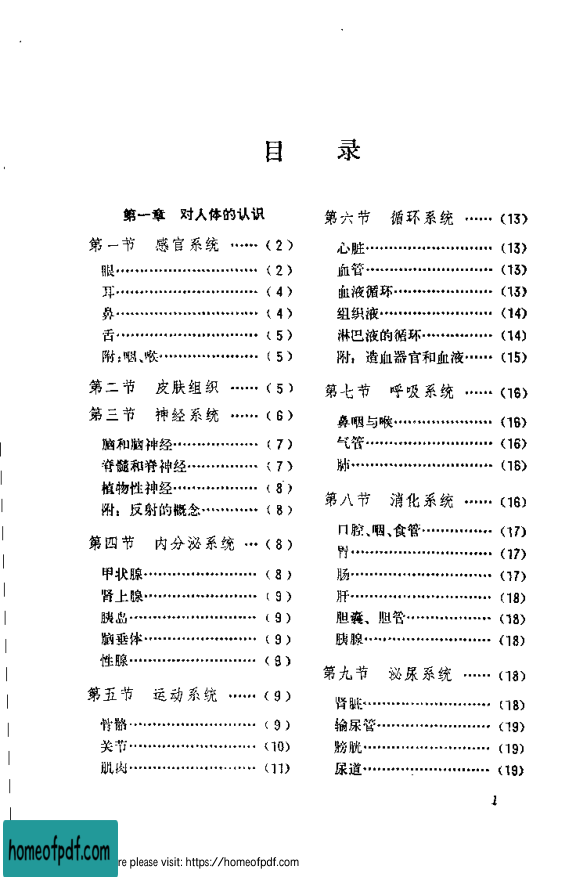 目 录
第一章 对人体的认识
第一节 感官系统 ……（2）
眼…………………………（2）
耳…………………………（4）
鼻…………………………（4）
舌…………………………（5）
附：咽、喉…………………（5）
第二节 皮肤组织 ……（5）
第三节 神经系统 ……（6）
脑和脑神经………………（7）
脊髓和脊神经……………（7）
植物性神经………………（8）
附：反射的概念…………（8）
第四节 内分泌系统 …（8）
甲状腺……………………（8）
肾上腺……………………（9）
胰岛………………………（9）
脑垂体……………………（9）
性腺………………………（9）
第五节 运动系统 ……（9）
骨骼………………………（9）
关节………………………（10）
肌肉………………………（11）
第六节 循环系统 ……（13）
心脏………………………（13）
血管………………………（13）
血液循环…………………（13）
组织液……………………（14）
淋巴液的循环……………（14）
附：造血器官和血液……（15）
第七节 呼吸系统 ……（16）
鼻咽与喉…………………（16）
气管………………………（16）
肺…………………………（16）
第八节 消化系统 ……（16）
口腔、咽、食管……………（17）
胃…………………………（17）
肠…………………………（17）
肝…………………………（18）
胆囊、胆管………………（18）
胰腺………………………（18）
第九节 泌尿系统 ……（18）
肾脏………………………（18）
输尿管……………………（19）
膀胱………………………（19）
尿道………………………（19）
1
homeofpdf.com
re please visit: https://homeofpdf.com